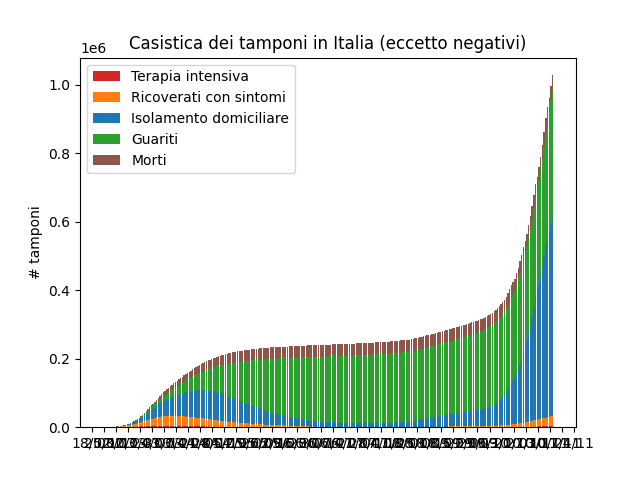 Casistica dei tamponi in Italia (eccetto negativi)
1e6
Terapia intensiva
Ricoverati con sintomi
Isolamento domiciliare
Guariti
Morti
# tamponi
1.0
0.8
0.6
0.4
0.2
0.0